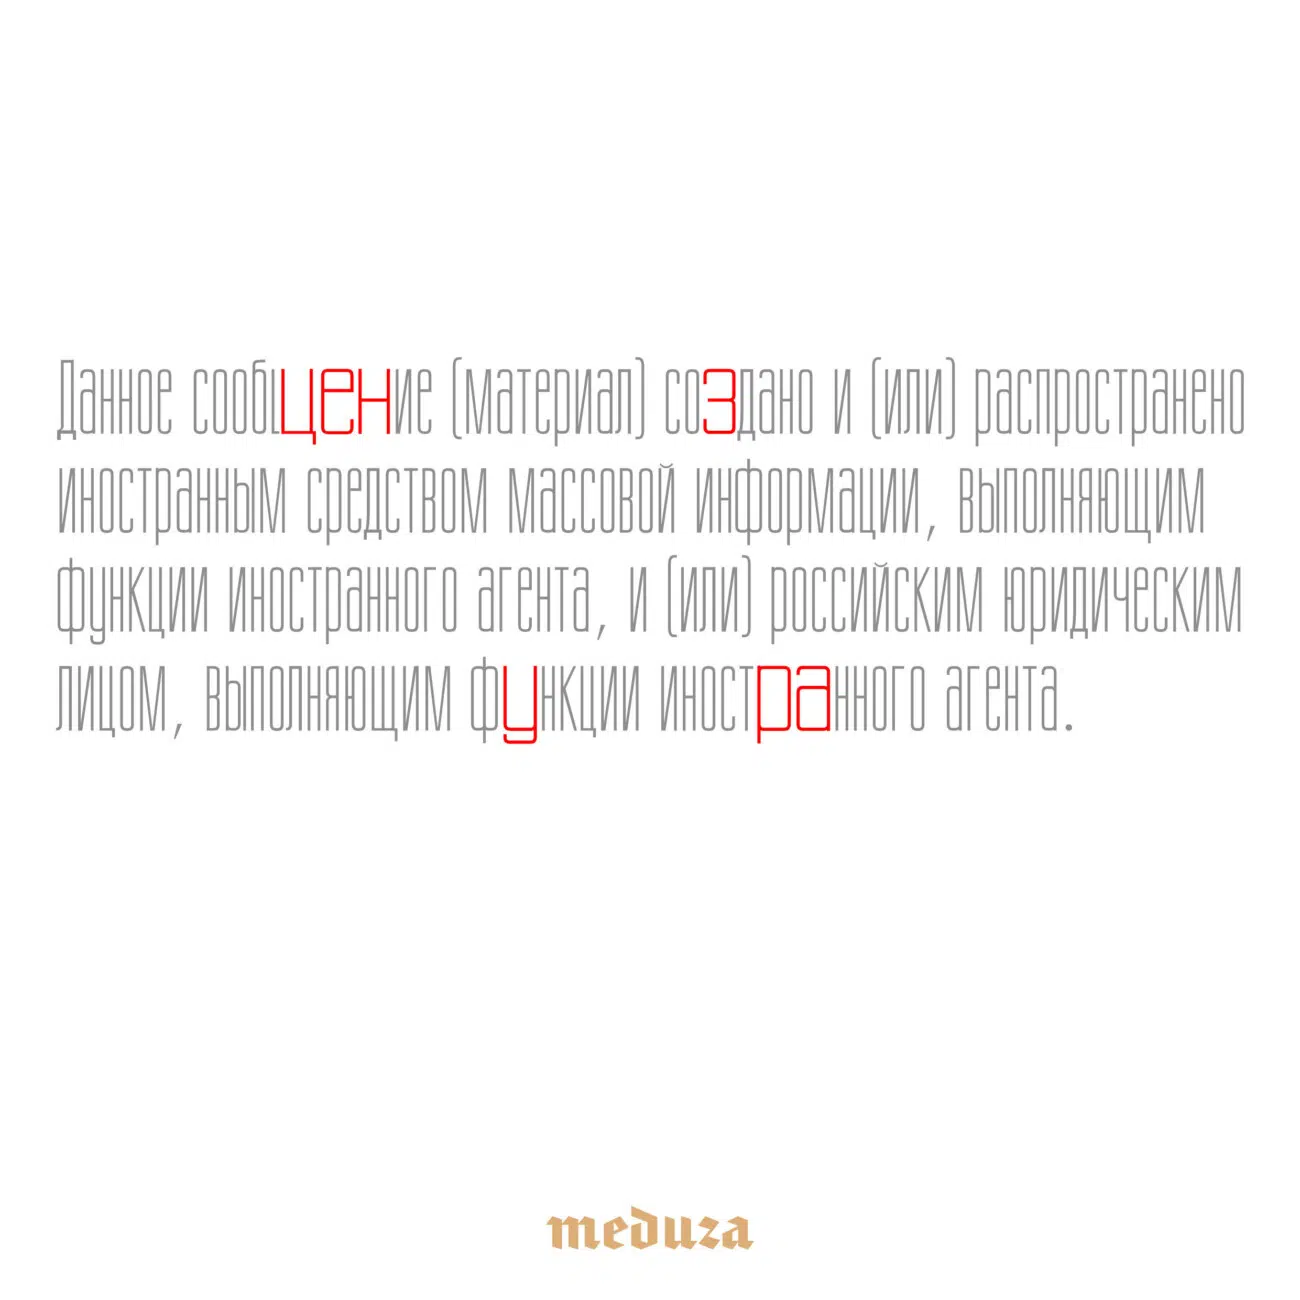 Данное сообщение (материал) создано и (или) распространено
иностранным средством массовой информации, выполняющим
функции иностранного агента, и (или) российским юридическим
лицом, выполняющим функции иностранного агента.
meduza